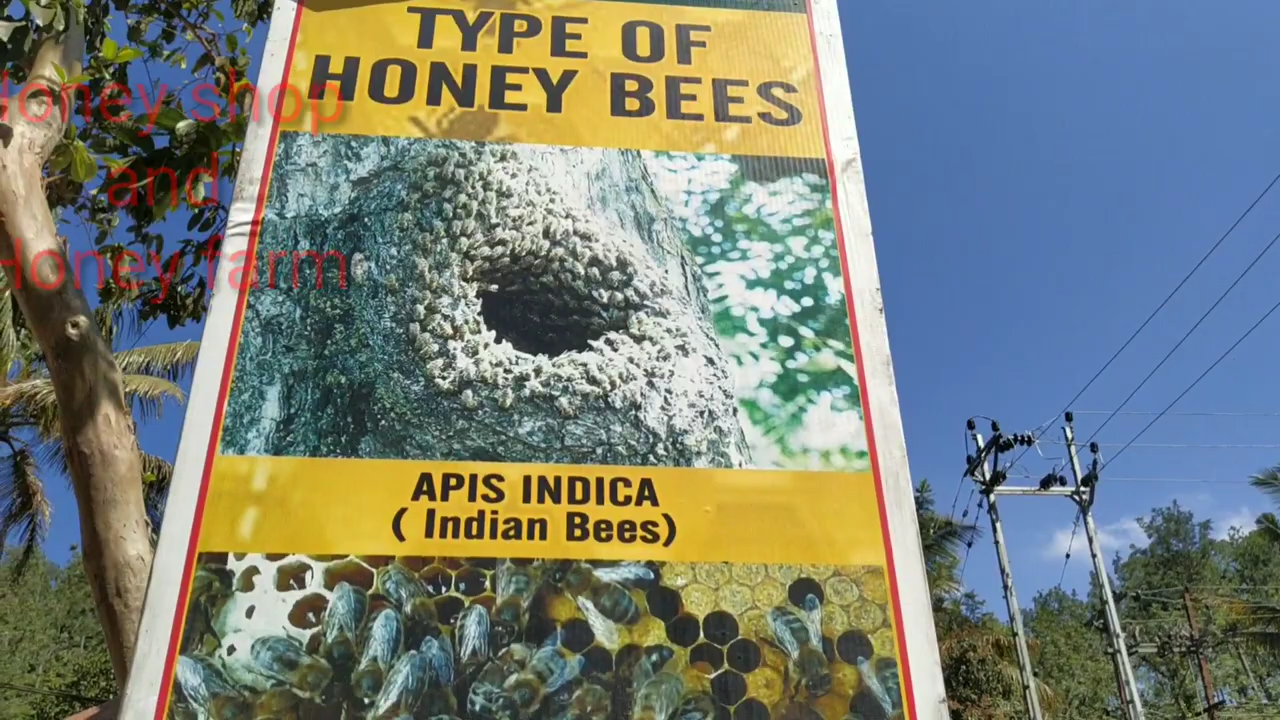 TYPE OF
HONEY BEES
Honey shop
and
Honey farm
APIS INDICA
( Indian Bees)